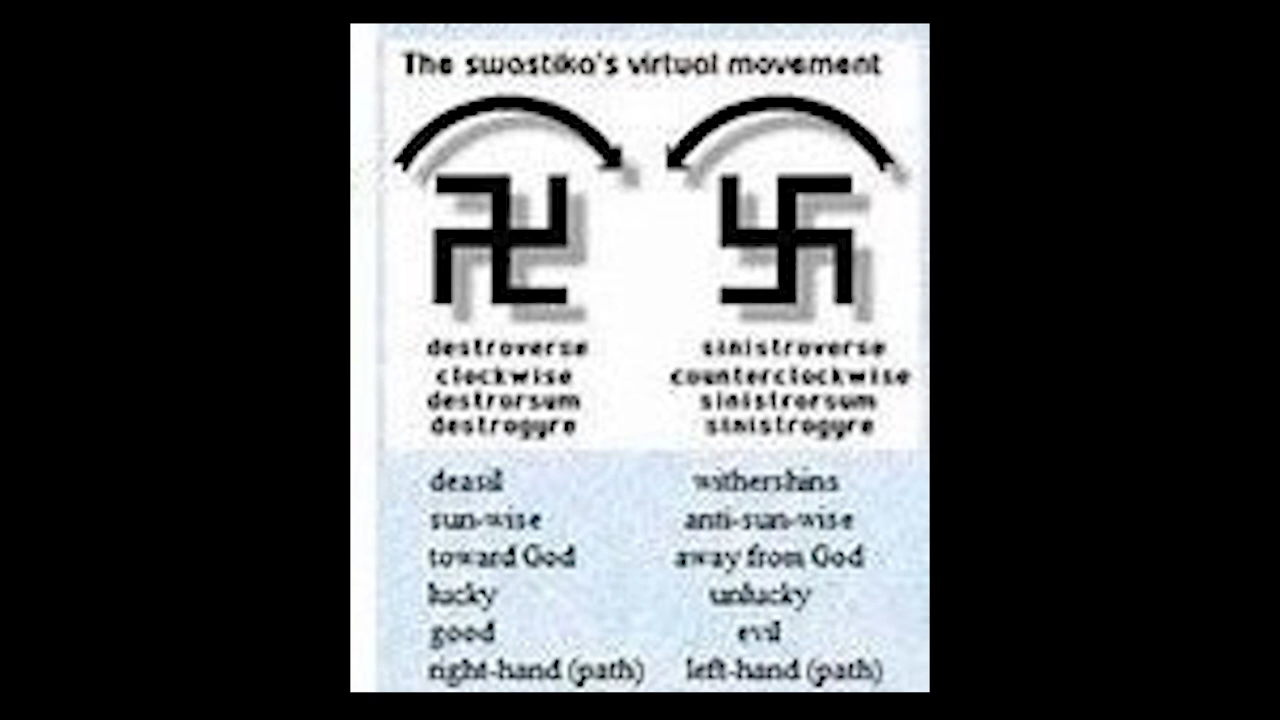 The swastika's virtual movement
destroverse sinistroverse
clockwise counterclockwise
destrorsum sinistrorsum
destrogyre sinistrogyre
deasil withershins
sun-wise anti-sun-wise
toward God away from God
lucky unlucky
good evil
right-hand (path) left-hand (path)